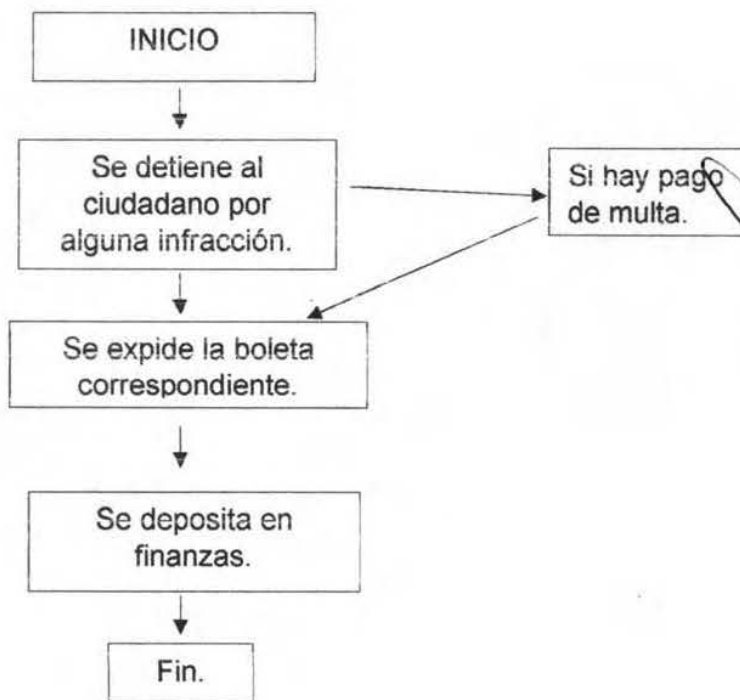 INICIO
Se detiene al
ciudadano por
alguna infracción.
Si hay pago
de multa.
Se expide la boleta
correspondiente.
Se deposita en
finanzas.
Fin.